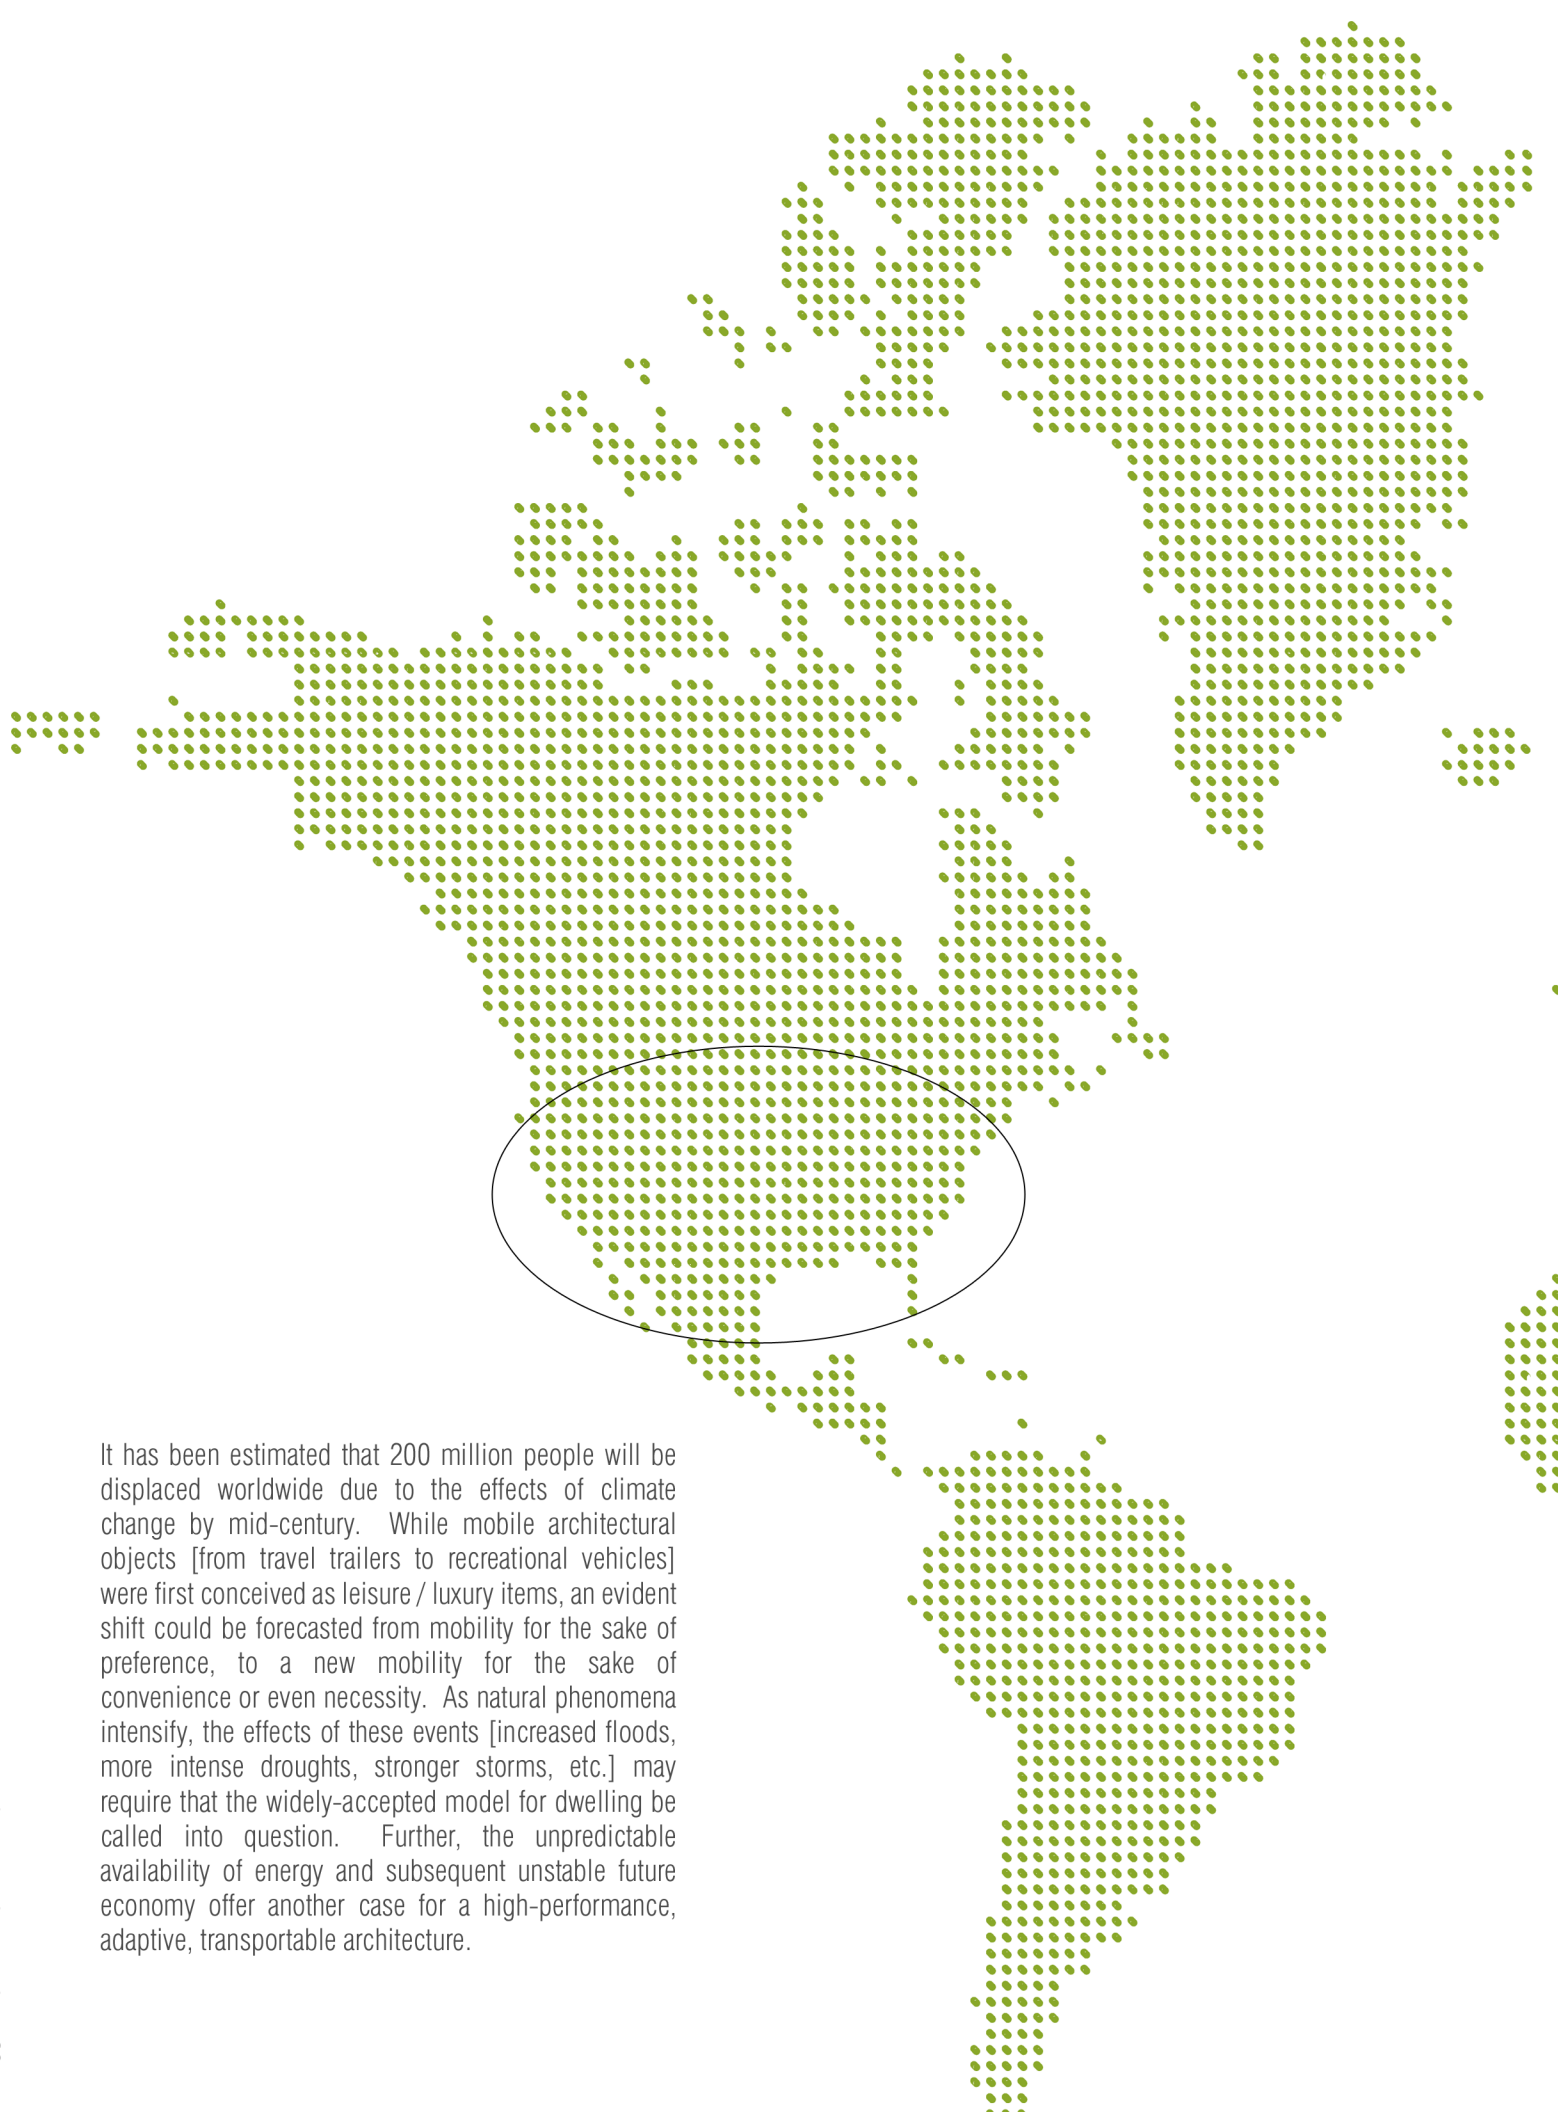 It has been estimated that 200 million people will be
displaced worldwide due to the effects of climate
change by mid-century. While mobile architectural
objects [from travel trailers to recreational vehicles]
were first conceived as leisure / luxury items, an evident
shift could be forecasted from mobility for the sake of
preference, to a new mobility for the sake of
convenience or even necessity. As natural phenomena
intensify, the effects of these events [increased floods,
more intense droughts, stronger storms, etc.] may
require that the widely-accepted model for dwelling be
called into question. Further, the unpredictable
availability of energy and subsequent unstable future
economy offer another case for a high-performance,
adaptive, transportable architecture.